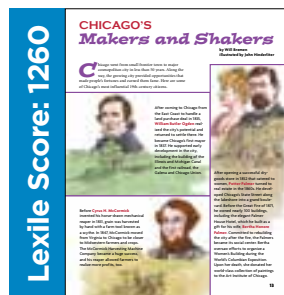 Lexile Score: 1260
CHICAGO'S
Makers and Shakers
by Will Bremen
illustrated by John Hinderliter
Chicago went from small frontier town to major
cosmopolitan city in less than 50 years. Along the
way, the growing city provided opportunities that
made people's fortunes and earned them fame. Here are some
of Chicago's most influential 19th-century citizens.
After coming to Chicago from
the East Coast to handle a
land purchase deal in 1835,
William Butler Ogden real-
ized the city's potential and
returned to settle there. He
became Chicago's first mayor
in 1837. He supported early
development in the city,
including the building of the
Illinois and Michigan Canal
and the first railroad, the
Galena and Chicago Union.
Before Cyrus H. McCormick
invented his horse-drawn mechanical
reaper in 1831, grain was harvested
by hand with a farm tool known as
a scythe. In 1847, McCormick moved
from Virginia to Chicago to be closer
to Midwestern farmers and crops.
The McCormick Harvesting Machine
Company became a huge success,
and his reaper allowed farmers to
realize more profits, too.
After opening a successful dry-
goods store in 1852 that catered to
women, Potter Palmer turned to
real estate in the 1860s. He devel-
oped Chicago's State Street along
the lakeshore into a grand boule-
vard. Before the Great Fire of 1871,
he owned nearly 100 buildings,
including the elegant Palmer
House Hotel, which he built as a
gift for his wife, Bertha Honore
Palmer. Committed to rebuilding
the city after the fire, the Palmers
became its social center. Bertha
woman efforts to organize a
Women's Building during the
World's Columbian Exposition.
Upon her death, she donated her
world-class collection of paintings
to the Art Institute of Chicago.
15